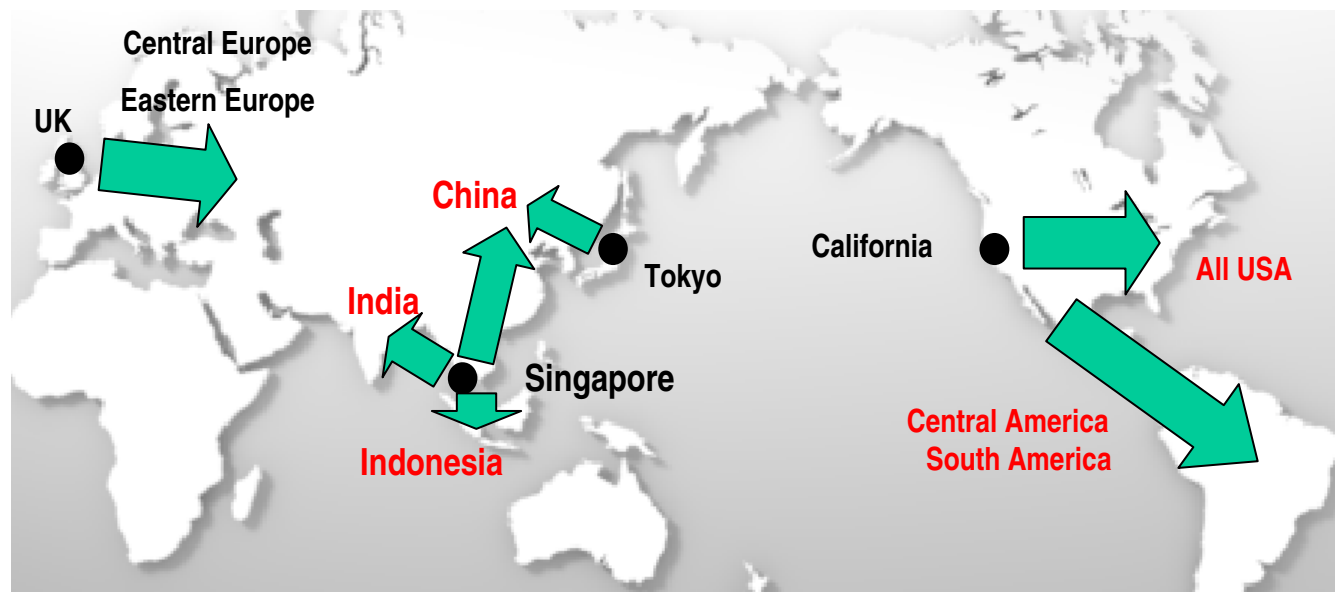 Central Europe
Eastern Europe
UK
China
India
Tokyo
Singapore
Indonesia
California
All USA
Central America
South America